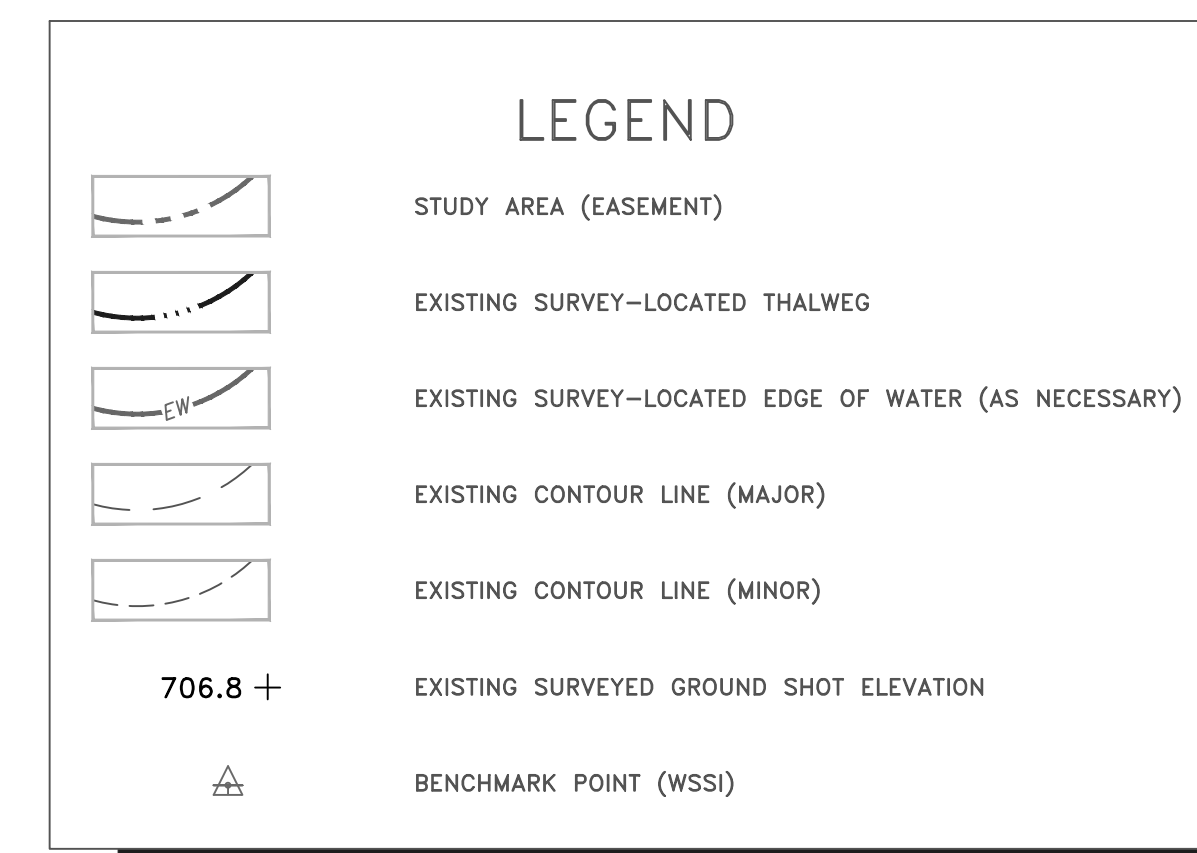 LEGEND
STUDY AREA (EASEMENT)
EXISTING SURVEY-LOCATED THALWEG
EW EXISTING SURVEY-LOCATED EDGE OF WATER (AS NECESSARY)
EXISTING CONTOUR LINE (MAJOR)
EXISTING CONTOUR LINE (MINOR)
706.8 + EXISTING SURVEYED GROUND SHOT ELEVATION
BENCHMARK POINT (WSSI)